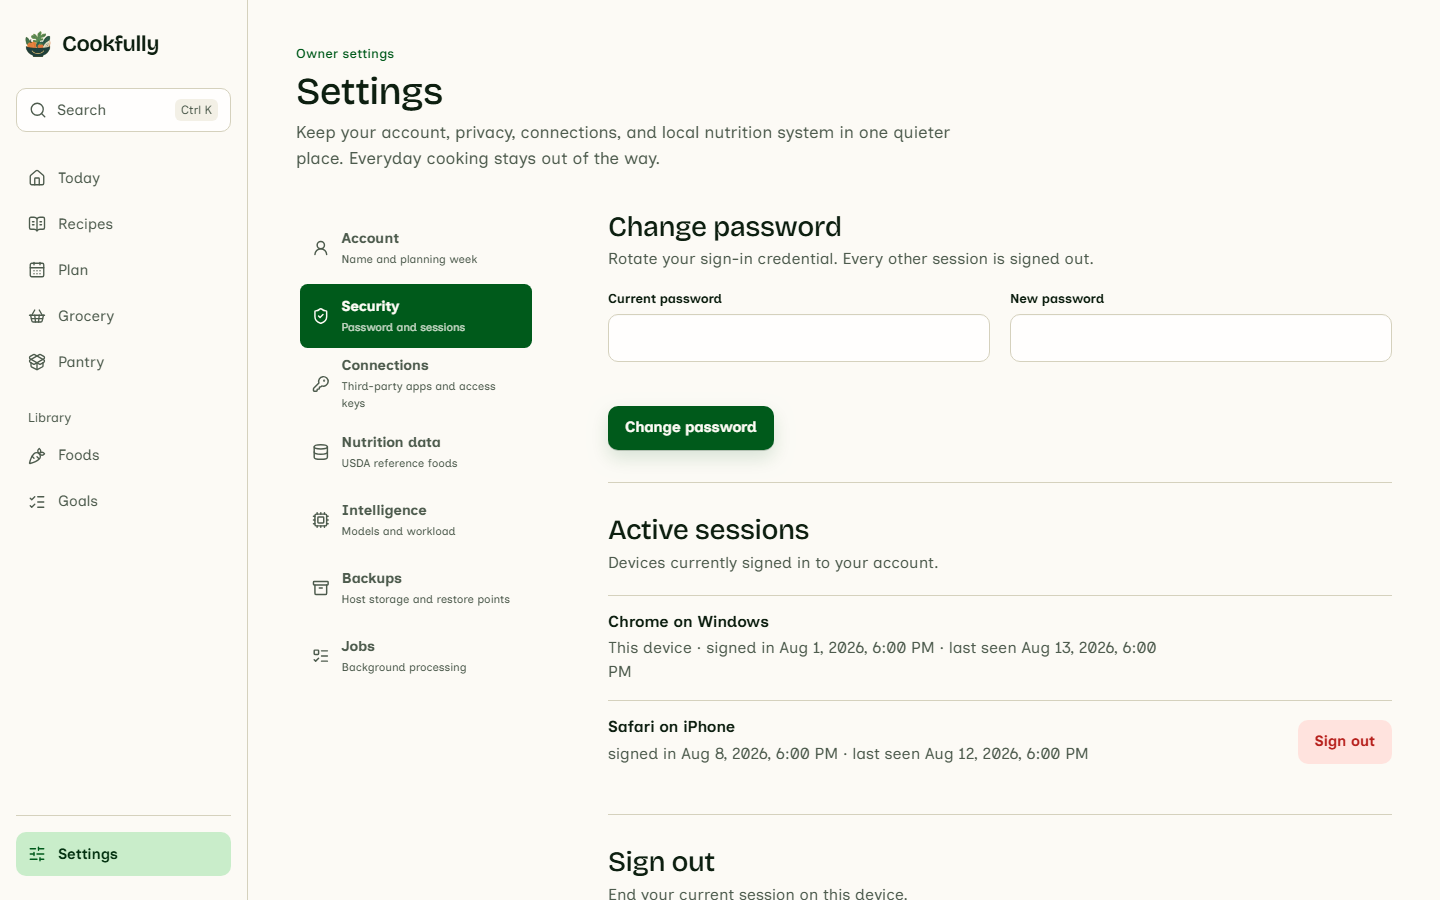 Cookfully
Search
Ctrl K
Today
Recipes
Plan
Grocery
Pantry
Library
Foods
Goals
Settings
Owner settings
Settings
Keep your account, privacy, connections, and local nutrition system in one quieter
place. Everyday cooking stays out of the way.
Account
Name and planning week
Security
Password and sessions
Connections
Third-party apps and access
keys
Nutrition data
USDA reference foods
Intelligence
Models and workload
Backups
Host storage and restore points
Jobs
Background processing
Change password
Rotate your sign-in credential. Every other session is signed out.
Current password
New password
Change password
Active sessions
Devices currently signed in to your account.
Chrome on Windows
This device · signed in Aug 1, 2026, 6:00 PM · last seen Aug 13, 2026, 6:00
PM
Safari on iPhone
signed in Aug 8, 2026, 6:00 PM · last seen Aug 12, 2026, 6:00 PM
Sign out
Sign out
End your current session on this device.